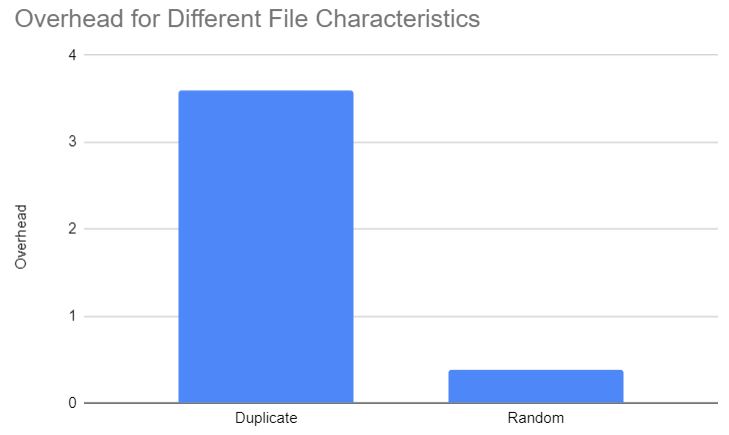 Overhead for Different File Characteristics
4
3
2
1
0
Overhead
Duplicate
Random